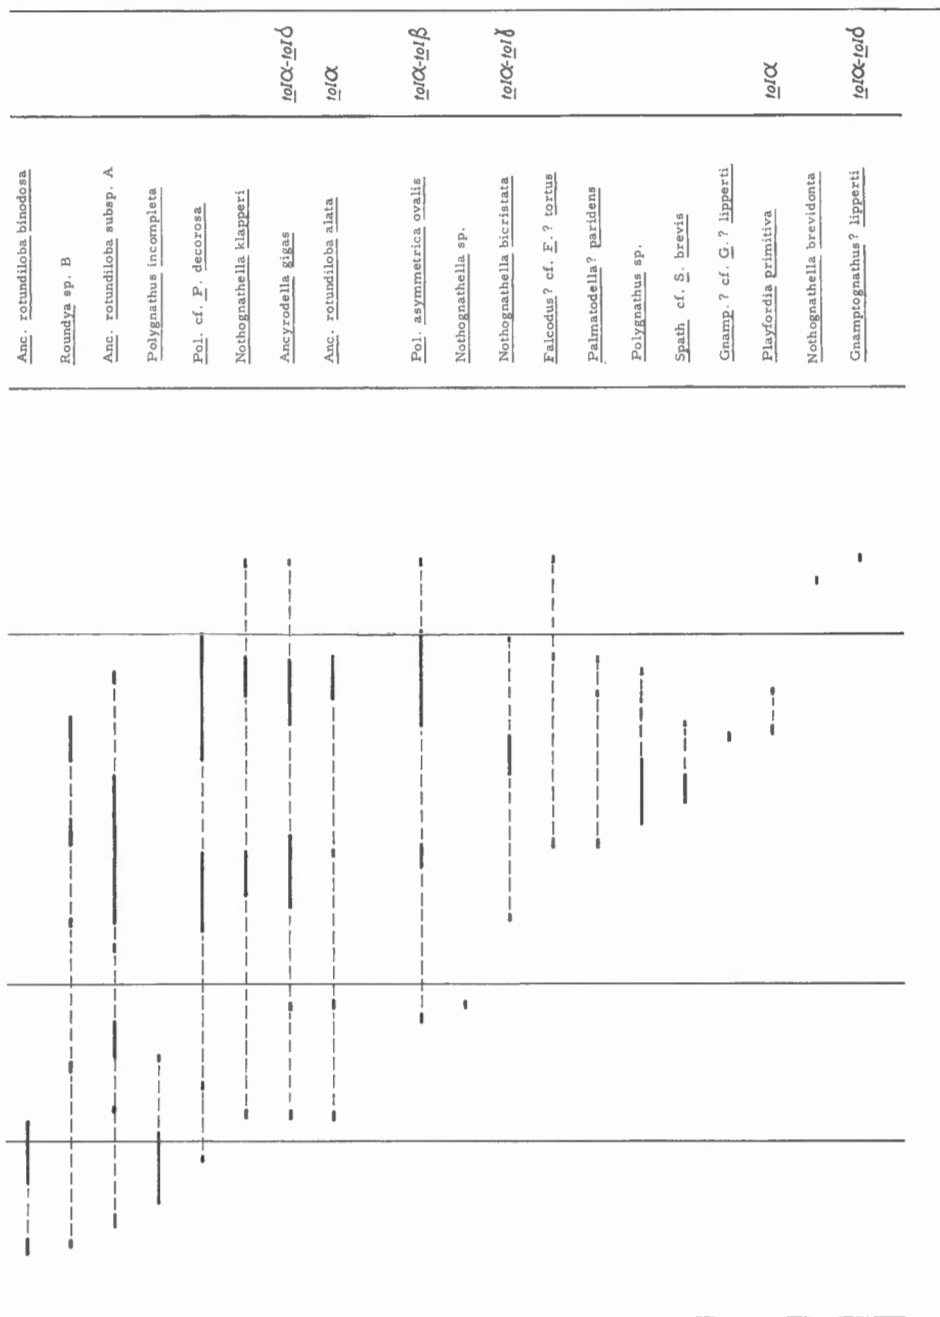 Anc. rotundiloba binodosa
Roundya sp. B
Anc. rotundiloba subsp. A
Polygnathus incompleta
Pol. cf. P. decorosa
Nothognathella klapperi
Ancyrodella gigas toIα-toIδ
Anc. rotundiloba alata toIα
Pol. asymmetrica ovalis toIα-toIβ
Nothognathella sp.
Nothognathella bicristata toIα-toIɣ
Falcodus? cf. F.? tortus
Palmatodella? paridens
Polygnathus sp.
Spath cf. S. brevis
Gnamp.? cf. G.? lipperti
Playfordia primitiva toIα
Nothognathella brevidonta
Gnamptognathus? lipperti toIα-toIδ